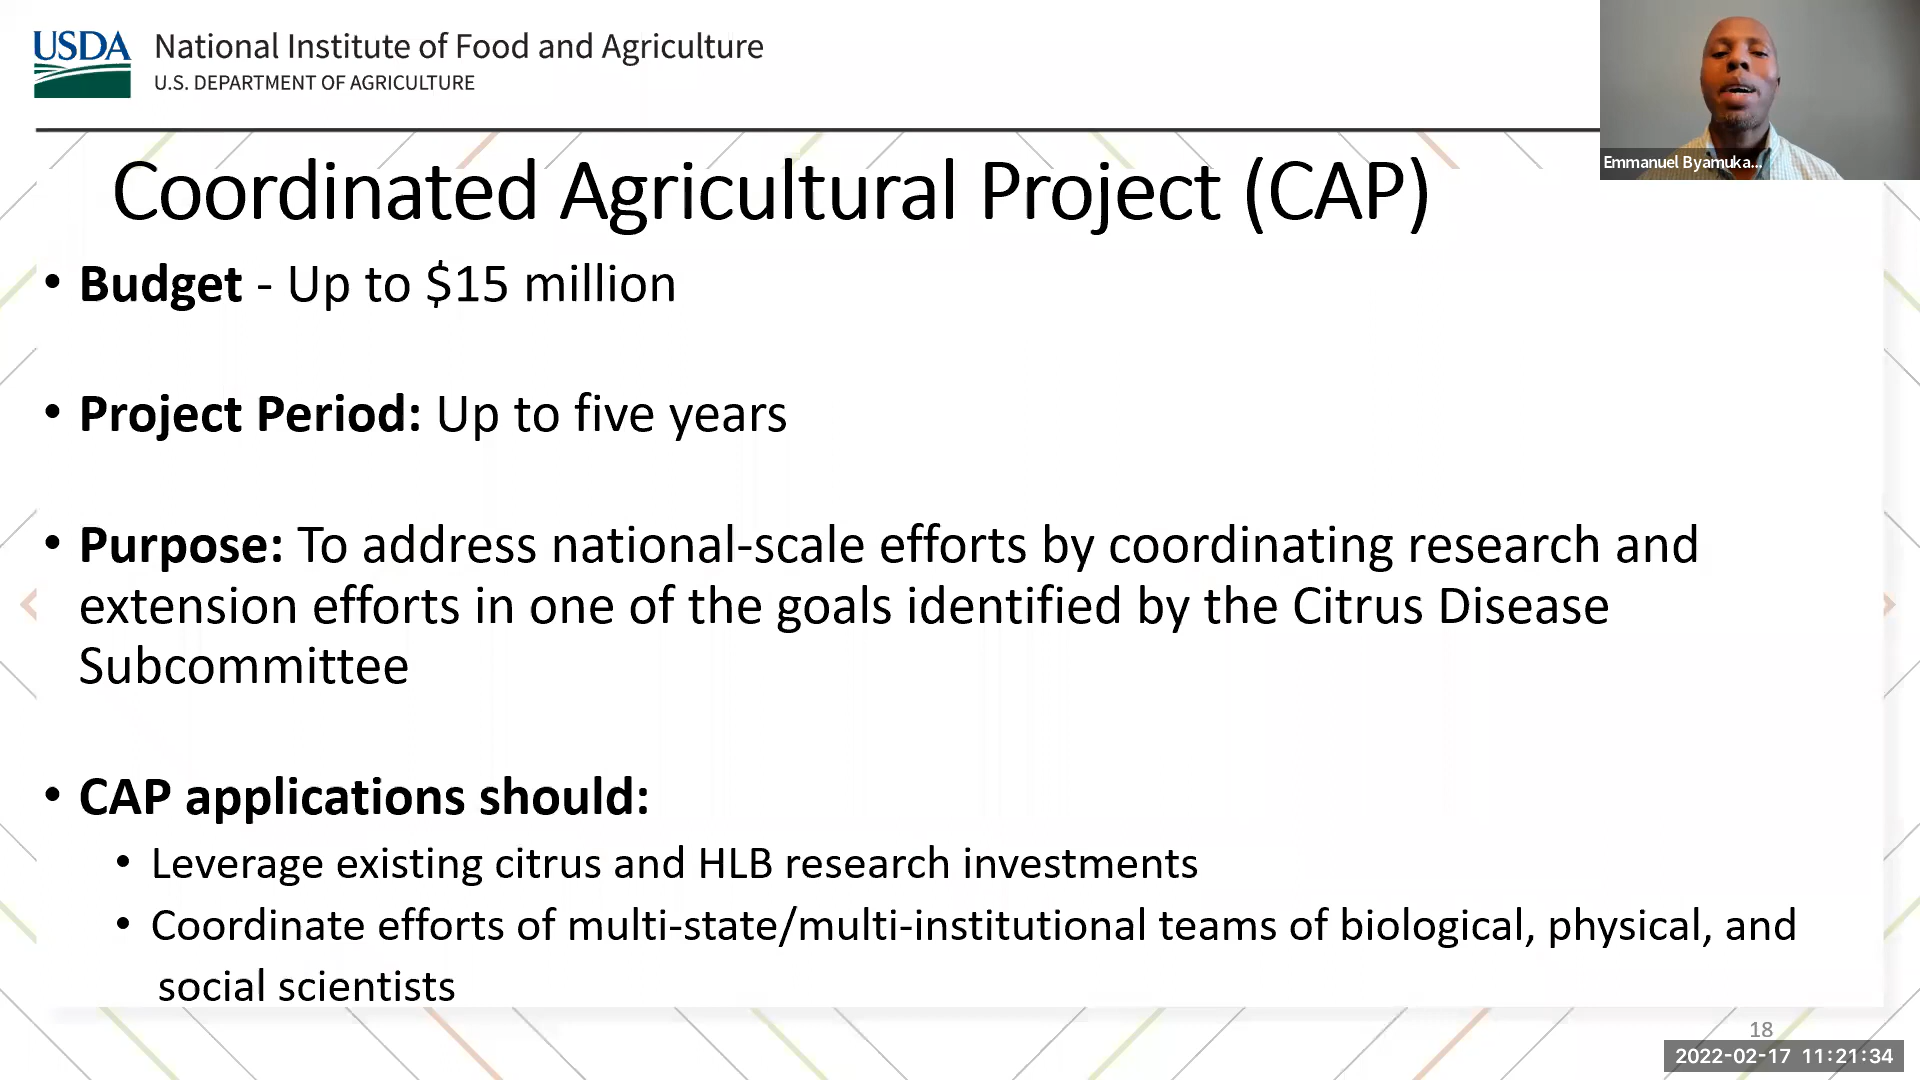 USDA
National Institute of Food and Agriculture
U.S. DEPARTMENT OF AGRICULTURE
Emmanuel Byamuka...
Coordinated Agricultural Project (CAP)
• Budget - Up to $15 million
• Project Period: Up to five years
• Purpose: To address national-scale efforts by coordinating research and
extension efforts in one of the goals identified by the Citrus Disease
Subcommittee
• CAP applications should:
• Leverage existing citrus and HLB research investments
• Coordinate efforts of multi-state/multi-institutional teams of biological, physical, and
social scientists
18
2022-02-17 11:21:34